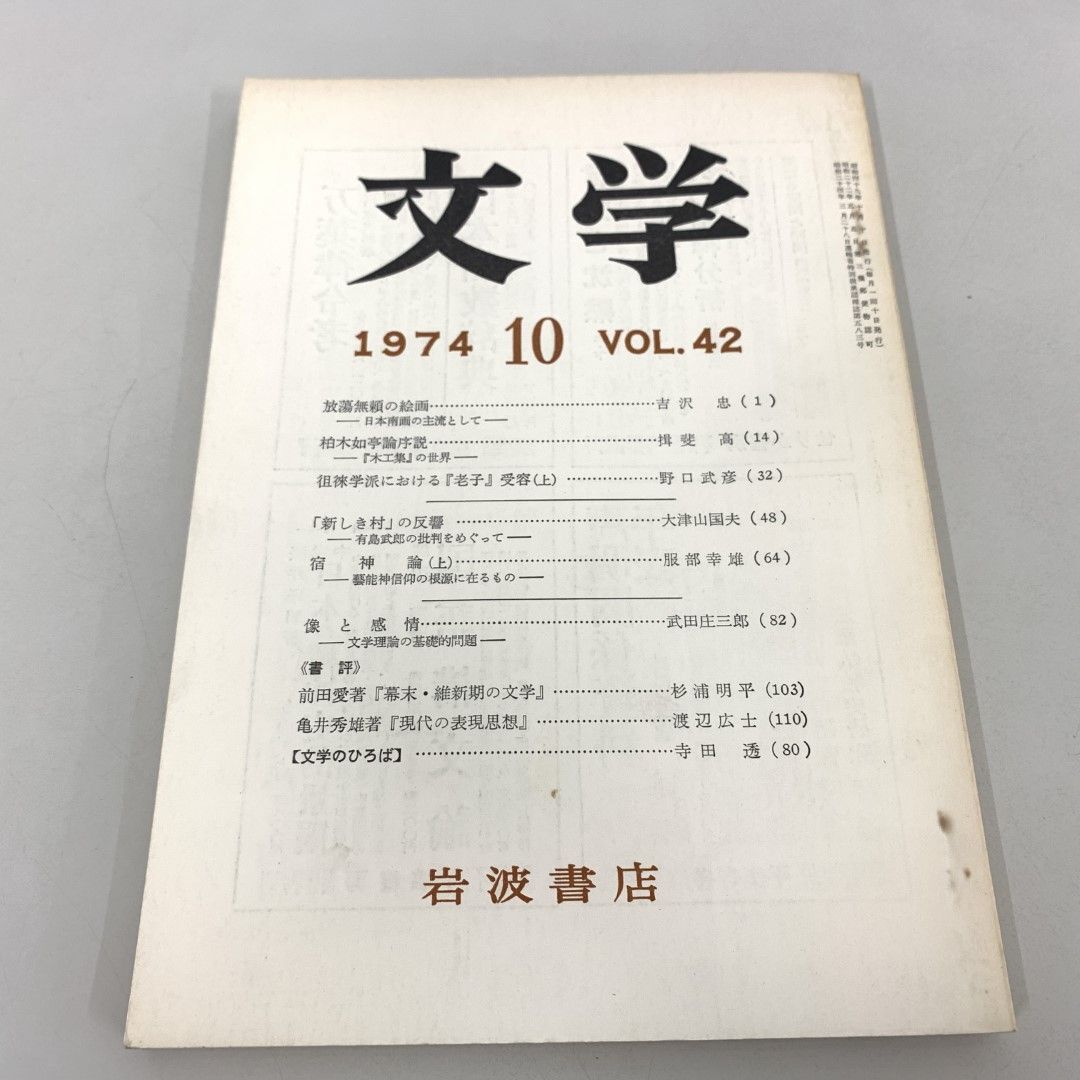 文学
1974 10 VOL. 42
放蕩無頼の絵画……吉沢 忠（1）
── 日本南画の主流として ──
柏木如亭論序説……揖斐 高（14）
──『木工集』の世界 ──
徂徠学派における『老子』受容（上）……野口武彦（32）
「新しき村」の反響……大津山国夫（48）
── 有島武郎の批判をめぐって ──
宿神論（上）……服部幸雄（64）
── 藝能神信仰の根源に在るもの ──
像と感情……武田庄三郎（82）
── 文学理論の基礎的問題 ──
《書 評》
前田愛著『幕末・維新期の文学』……杉浦明平（103）
亀井秀雄著『現代の表現思想』……渡辺広士（110）
【文学のひろば】……寺田 透（80）
岩波書店